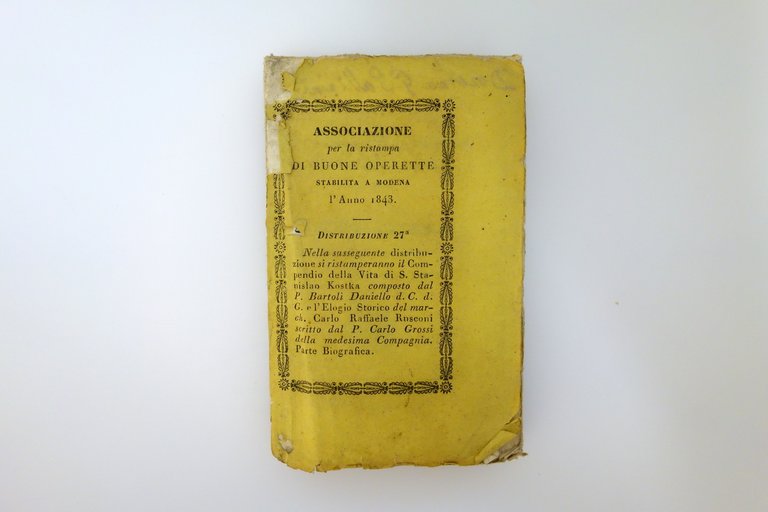 ASSOCIAZIONE
per la ristampa
DI BUONE OPERETTE
STABILITA A MODENA
l'Anno 1843.
DISTRIBUZIONE 27ª
Nella susseguente distribu-
zione si ristamperanno il Com-
pendio della Vita di S. Sta-
nislao Kostka composto dal
P. Bartoli Daniello d. C. d.
G. e l'Elogio Storico del mar-
ch. Carlo Raffaele Rusconi
scritto dal P. Carlo Grossi
della medesima Compagnia.
Parte Biografica.